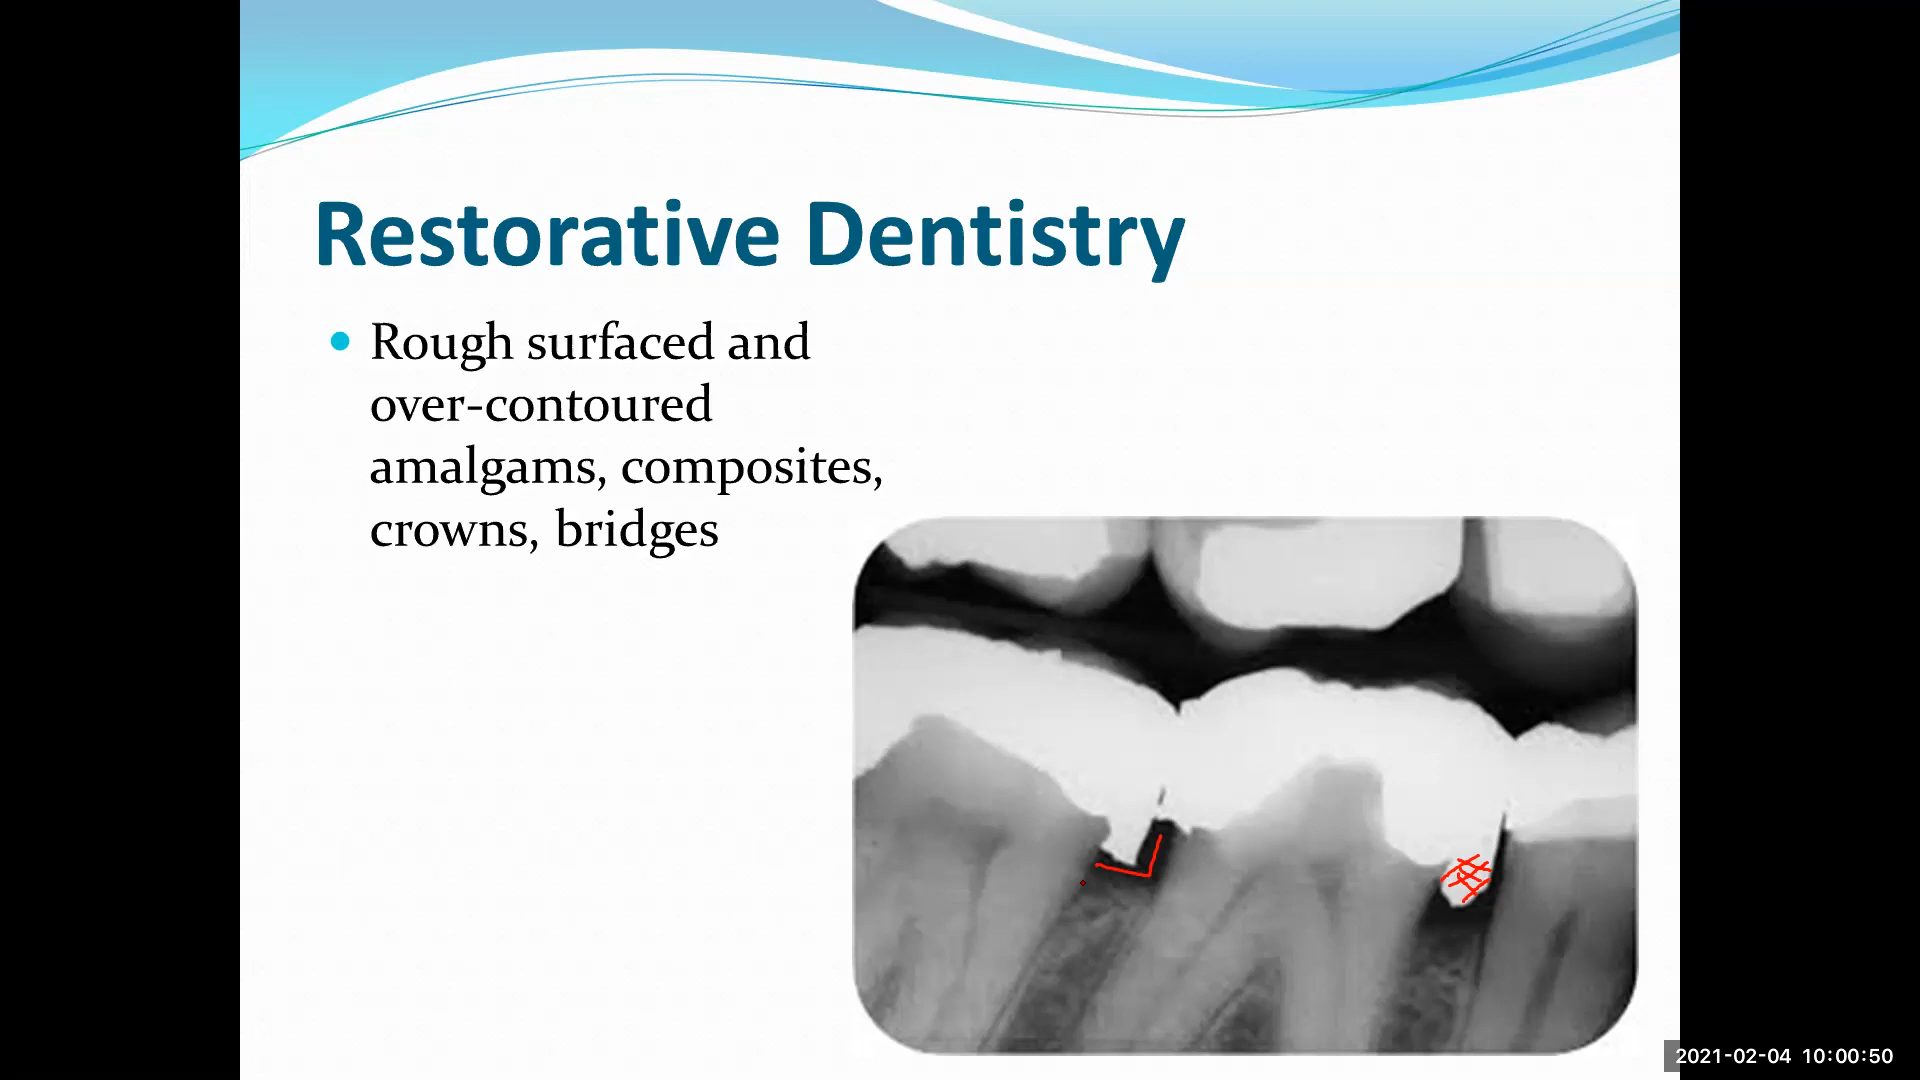 Restorative Dentistry
Rough surfaced and
over-contoured
amalgams, composites,
crowns, bridges
2021-02-04 10:00:50